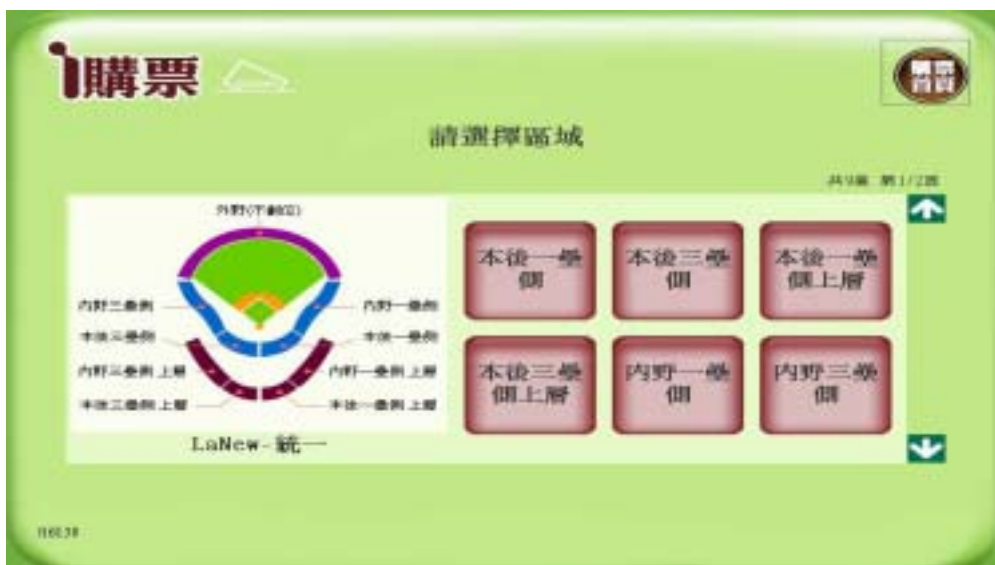 i購票
購票
首頁
請選擇區域
共9區 第1/2頁
外野(不劃位)
內野三壘側
本後三壘側
內野三壘側上層
本後三壘側上層
內野一壘側
本後一壘側
內野一壘側上層
本後一壘側上層
LaNew-統一
本後一壘
側
本後三壘
側
本後一壘
側上層
本後三壘
側上層
內野一壘
側
內野三壘
側